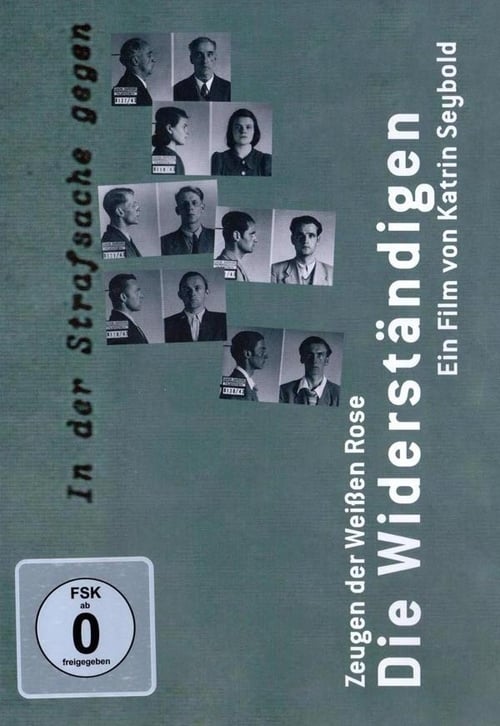 In der Strafsache gegen
Zeugen der Weißen Rose
Die Widerständigen
Ein Film von Katrin Seybold
FSK
ab
0
freigegeben